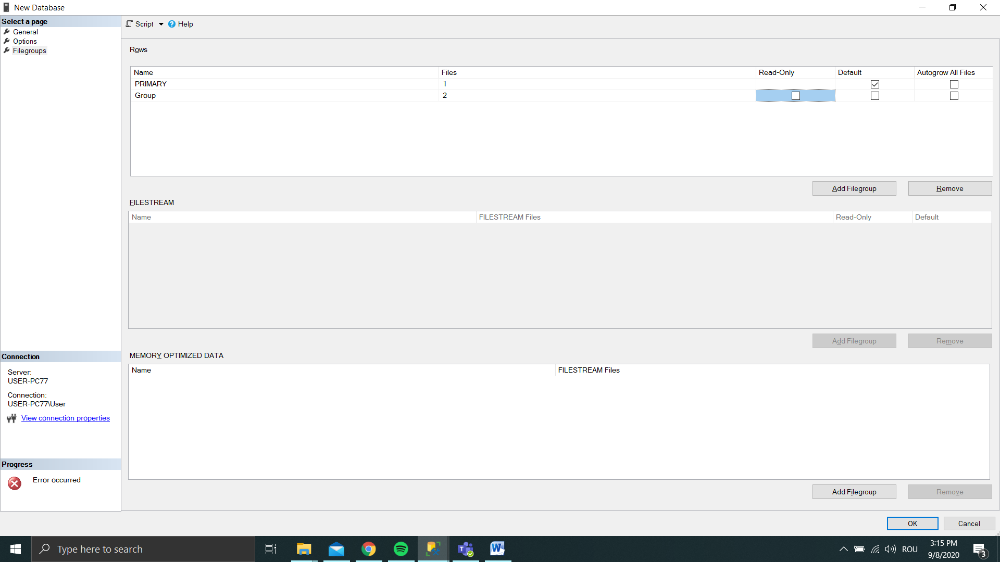 New Database
Select a page
General
Options
Filegroups
Script
Help
Rows
Name Files Read-Only Default Autogrow All Files
PRIMARY 1
Group 2
Add Filegroup Remove
FILESTREAM
Name FILESTREAM Files Read-Only Default
Add Filegroup Remove
MEMORY OPTIMIZED DATA
Name FILESTREAM Files
Add Filegroup Remove
Connection
Server:
USER-PC77
Connection:
USER-PC77\User
View connection properties
Progress
Error occurred
OK Cancel
Type here to search
W
ROU
3:15 PM
9/8/2020
3